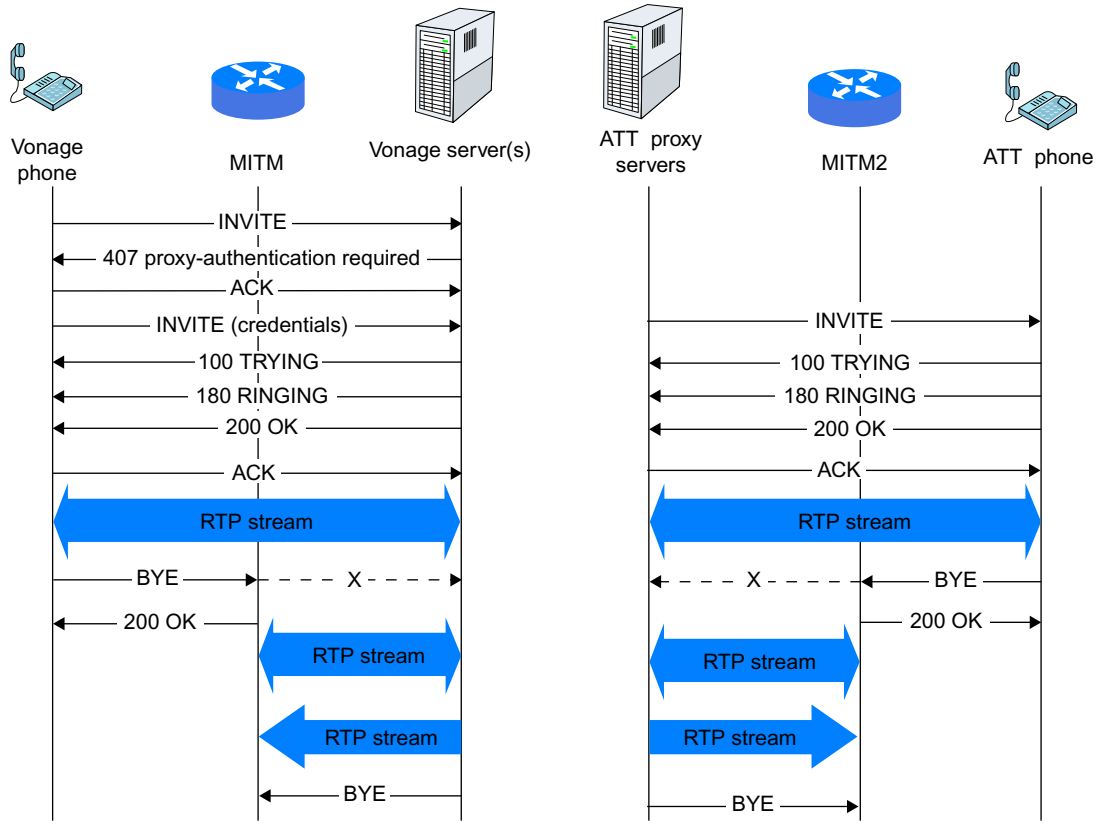 Vonage
phone
MITM
Vonage server(s)
ATT proxy
servers
MITM2
ATT phone
INVITE
407 proxy-authentication required
ACK
INVITE (credentials)
INVITE
100 TRYING
100 TRYING
180 RINGING
180 RINGING
200 OK
200 OK
ACK
ACK
RTP stream
RTP stream
BYE
X
X
BYE
200 OK
200 OK
RTP stream
RTP stream
RTP stream
RTP stream
BYE
BYE